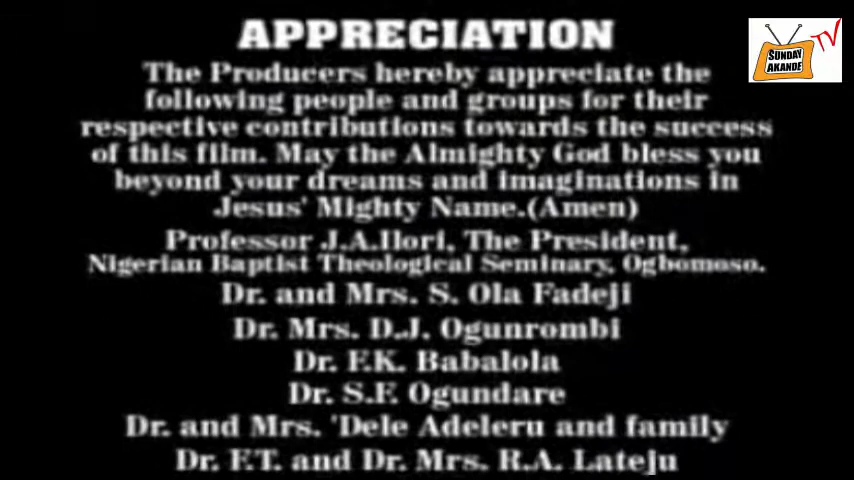 APPRECIATION
The Producers hereby appreciate the
following people and groups for their
respective contributions towards the success
of this film. May the Almighty God bless you
beyond your dreams and imaginations in
Jesus' Mighty Name.(Amen)
Professor J.A.Ilori, The President,
Nigerian Baptist Theological Seminary, Ogbomoso.
Dr. and Mrs. S. Ola Fadeji
Dr. Mrs. D.J. Ogunrombi
Dr. F.K. Babalola
Dr. S.F. Ogundare
Dr. and Mrs. 'Dele Adeleru and family
Dr. F.T. and Dr. Mrs. R.A. Lateju
SUNDAY
AKANDE
TV